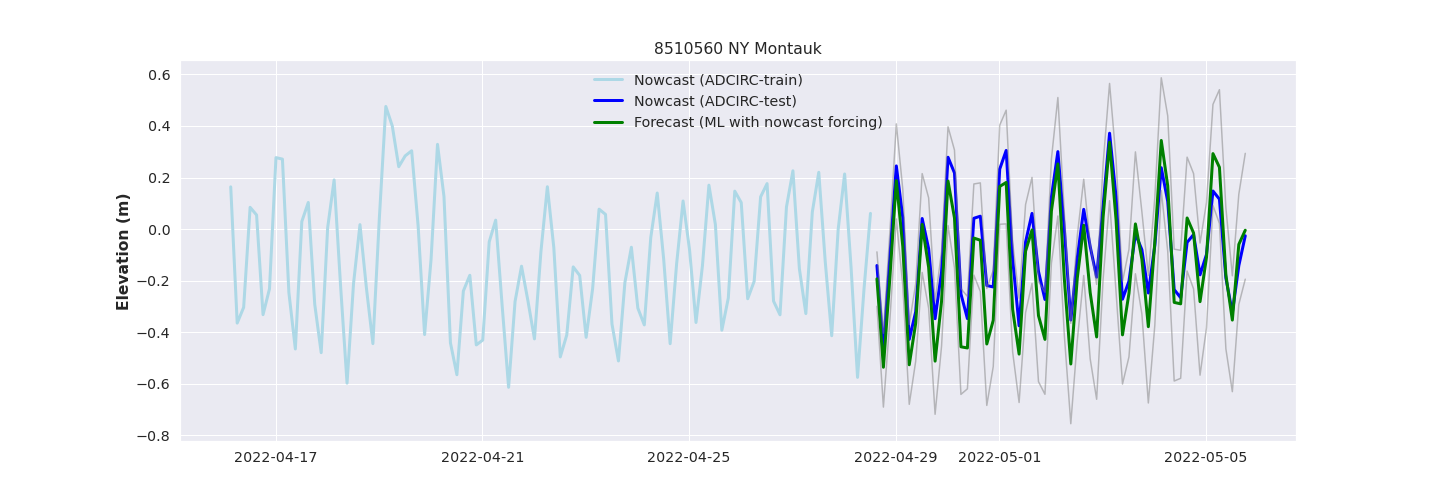 8510560 NY Montauk
Nowcast (ADCIRC-train)
Nowcast (ADCIRC-test)
Forecast (ML with nowcast forcing)
Elevation (m)
0.6
0.4
0.2
0.0
−0.2
−0.4
−0.6
−0.8
2022-04-17 2022-04-21 2022-04-25 2022-04-29 2022-05-01 2022-05-05